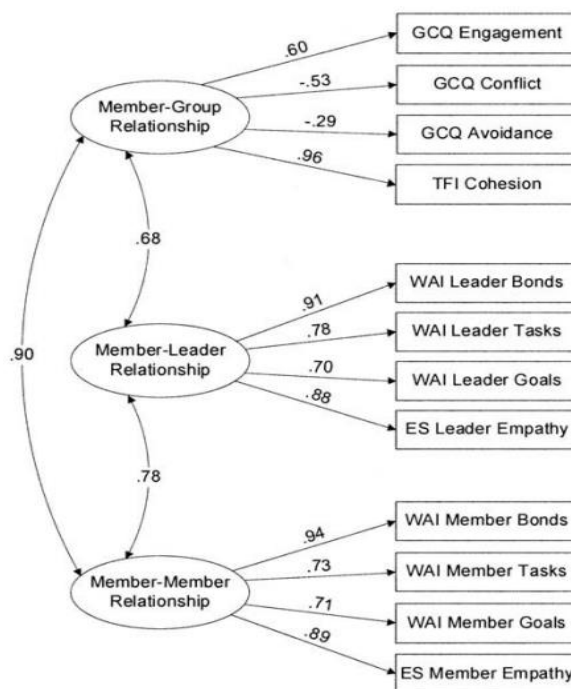 GCQ Engagement
.60
-.53
GCQ Conflict
Member-Group
Relationship
-.29
GCQ Avoidance
.96
TFI Cohesion
.68
.91
WAI Leader Bonds
.78
WAI Leader Tasks
Member-Leader
Relationship
.70
WAI Leader Goals
.88
ES Leader Empathy
.90
.78
.94
WAI Member Bonds
.73
WAI Member Tasks
Member-Member
Relationship
.71
WAI Member Goals
.89
ES Member Empathy